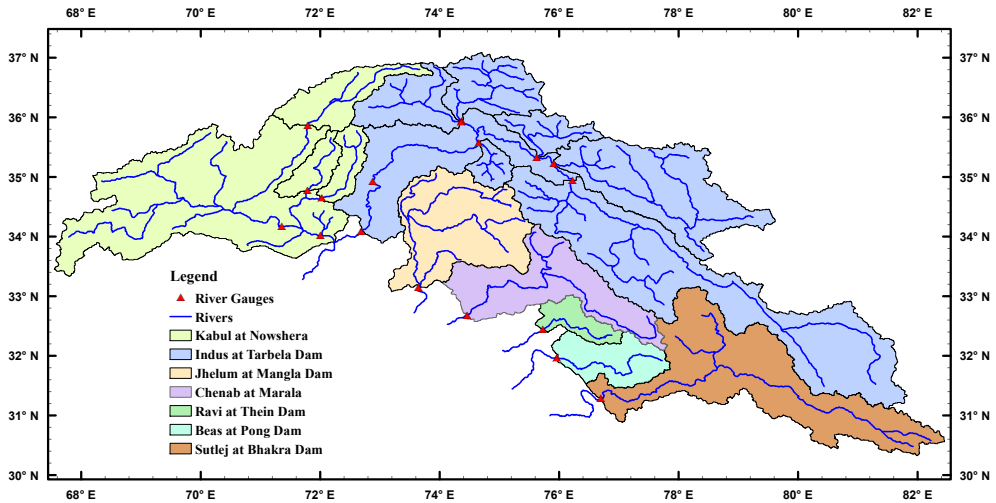 68° E 70° E 72° E 74° E 76° E 78° E 80° E 82° E
37° N 37° N
36° N 36° N
35° N 35° N
34° N 34° N
33° N 33° N
32° N 32° N
31° N 31° N
30° N 30° N
Legend
River Gauges
Rivers
Kabul at Nowshera
Indus at Tarbela Dam
Jhelum at Mangla Dam
Chenab at Marala
Ravi at Thein Dam
Beas at Pong Dam
Sutlej at Bhakra Dam
68° E 70° E 72° E 74° E 76° E 78° E 80° E 82° E